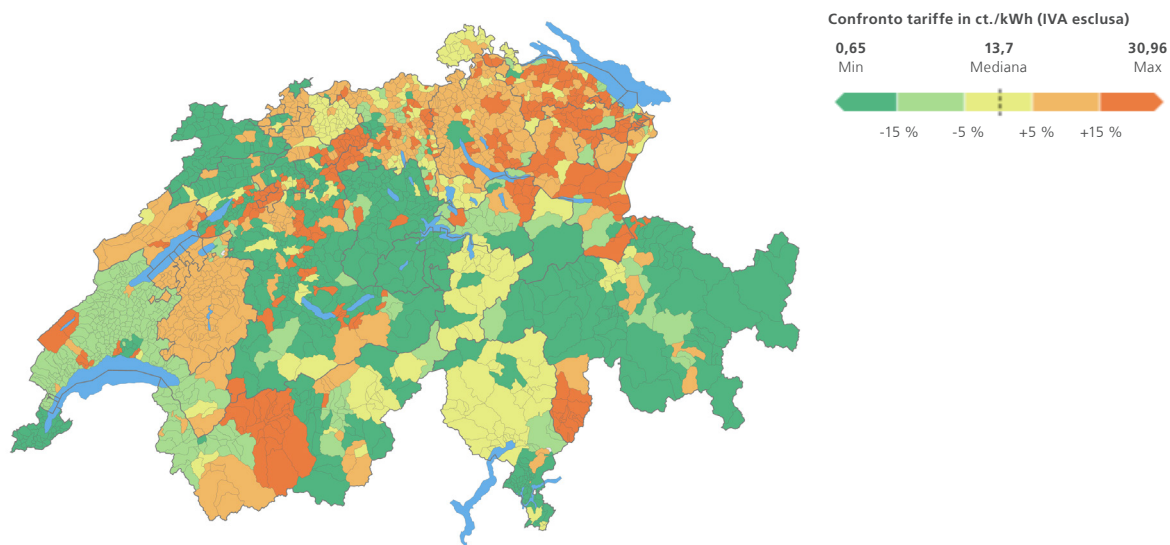 Confronto tariffe in ct./kWh (IVA esclusa)
0,65 13,7 30,96
Min Mediana Max
-15 % -5 % +5 % +15 %